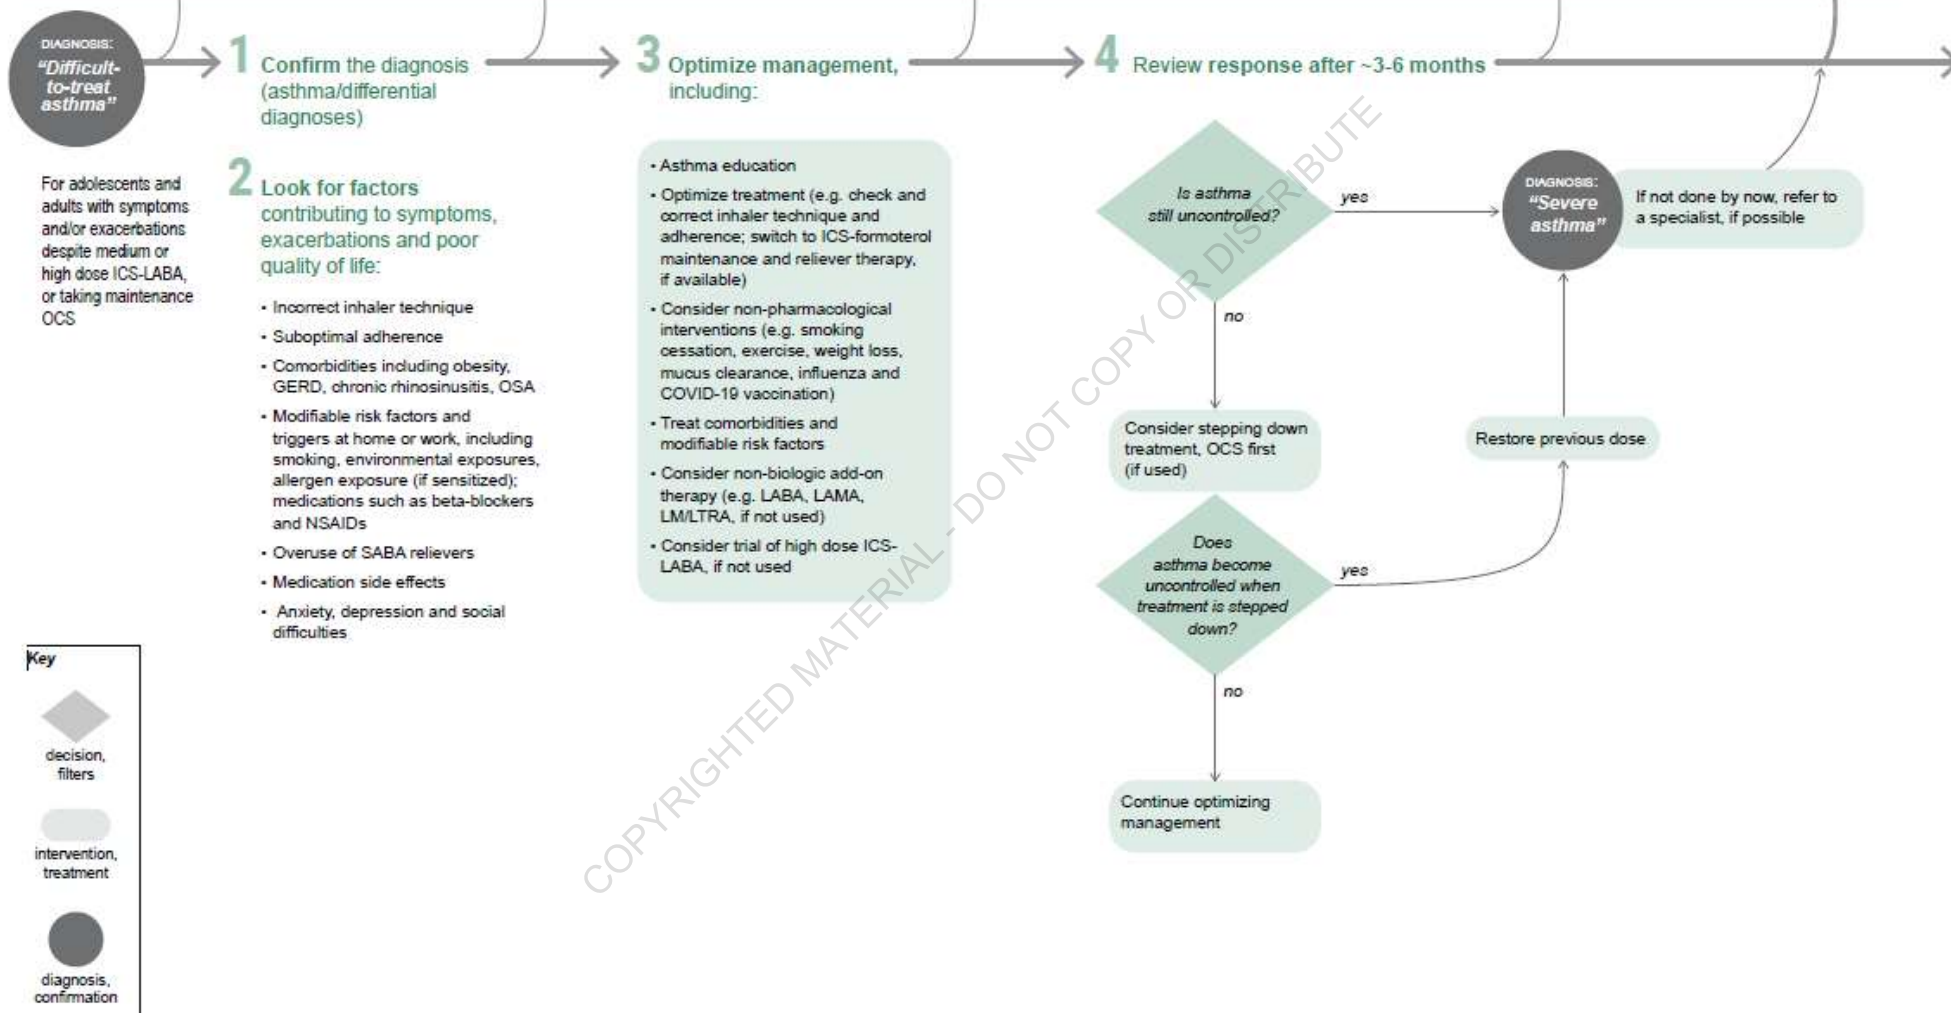 DIAGNOSIS:
“Difficult-
to-treat
asthma”
For adolescents and
adults with symptoms
and/or exacerbations
despite medium or
high dose ICS-LABA,
or taking maintenance
OCS
1 Confirm the diagnosis
(asthma/differential
diagnoses)
2 Look for factors
contributing to symptoms,
exacerbations and poor
quality of life:
• Incorrect inhaler technique
• Suboptimal adherence
• Comorbidities including obesity,
GERD, chronic rhinosinusitis, OSA
• Modifiable risk factors and
triggers at home or work, including
smoking, environmental exposures,
allergen exposure (if sensitized);
medications such as beta-blockers
and NSAIDs
• Overuse of SABA relievers
• Medication side effects
• Anxiety, depression and social
difficulties
3 Optimize management,
including:
• Asthma education
• Optimize treatment (e.g. check and
correct inhaler technique and
adherence; switch to ICS-formoterol
maintenance and reliever therapy,
if available)
• Consider non-pharmacological
interventions (e.g. smoking
cessation, exercise, weight loss,
mucus clearance, influenza and
COVID-19 vaccination)
• Treat comorbidities and
modifiable risk factors
• Consider non-biologic add-on
therapy (e.g. LABA, LAMA,
LM/LTRA, if not used)
• Consider trial of high dose ICS-
LABA, if not used
4 Review response after ~3-6 months
Is asthma
still uncontrolled?
yes
DIAGNOSIS:
“Severe
asthma”
If not done by now, refer to
a specialist, if possible
no
Consider stepping down
treatment, OCS first
(if used)
Restore previous dose
Does
asthma become
uncontrolled when
treatment is stepped
down?
yes
no
Continue optimizing
management
Key
decision,
filters
intervention,
treatment
diagnosis,
confirmation
COPYRIGHTED MATERIAL - DO NOT COPY OR DISTRIBUTE